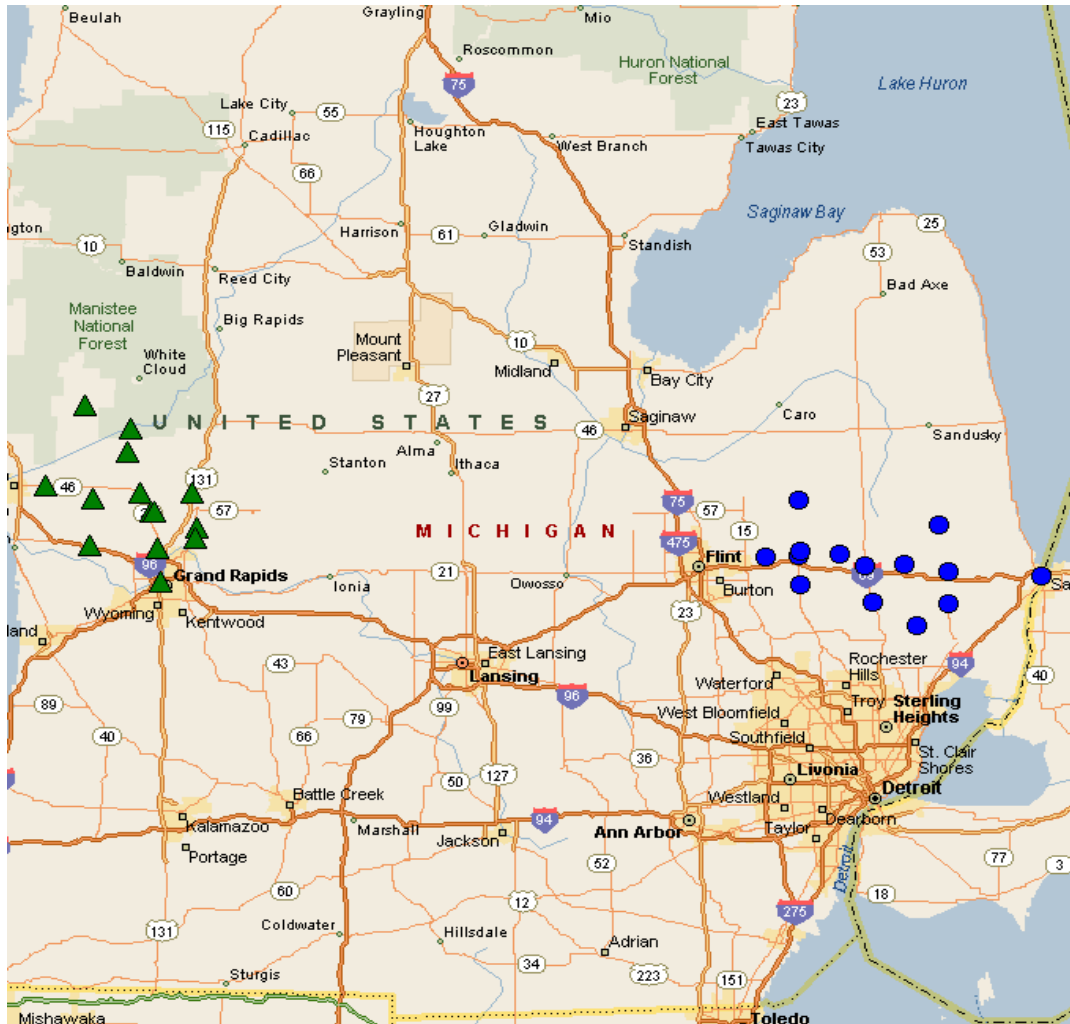 Beulah
Grayling
Mio
Roscommon
Huron National
Forest
Lake Huron
75
23
Lake City
55
115
Cadillac
Houghton
Lake
East Tawas
West Branch
Tawas City
66
Saginaw Bay
25
Harrison
61
Gladwin
Standish
53
10
Baldwin
Reed City
Bad Axe
Manistee
National
Forest
Big Rapids
Mount
Pleasant
10
White
Cloud
Midland
Bay City
27
Caro
UNITED STATES
46
Saginaw
Sandusky
Alma
Stanton
Ithaca
131
46
57
75
57
15
MICHIGAN
475
Flint
96
Grand Rapids
21
Owosso
Burton
Ionia
Wyoming
Kentwood
23
East Lansing
Lansing
43
94
Rochester
Hills
Waterford
40
96
89
99
West Bloomfield
Troy
Sterling
Heights
79
Southfield
40
66
36
St. Clair
Shores
50
127
Livonia
Battle Creek
Westland
Detroit
94
Kalamazoo
Marshall
Jackson
Ann Arbor
Taylor
Dearborn
Portage
52
Detroit
77
3
60
12
18
275
Coldwater
Hillsdale
131
Adrian
34
223
151
Sturgis
Mishawaka
Toledo